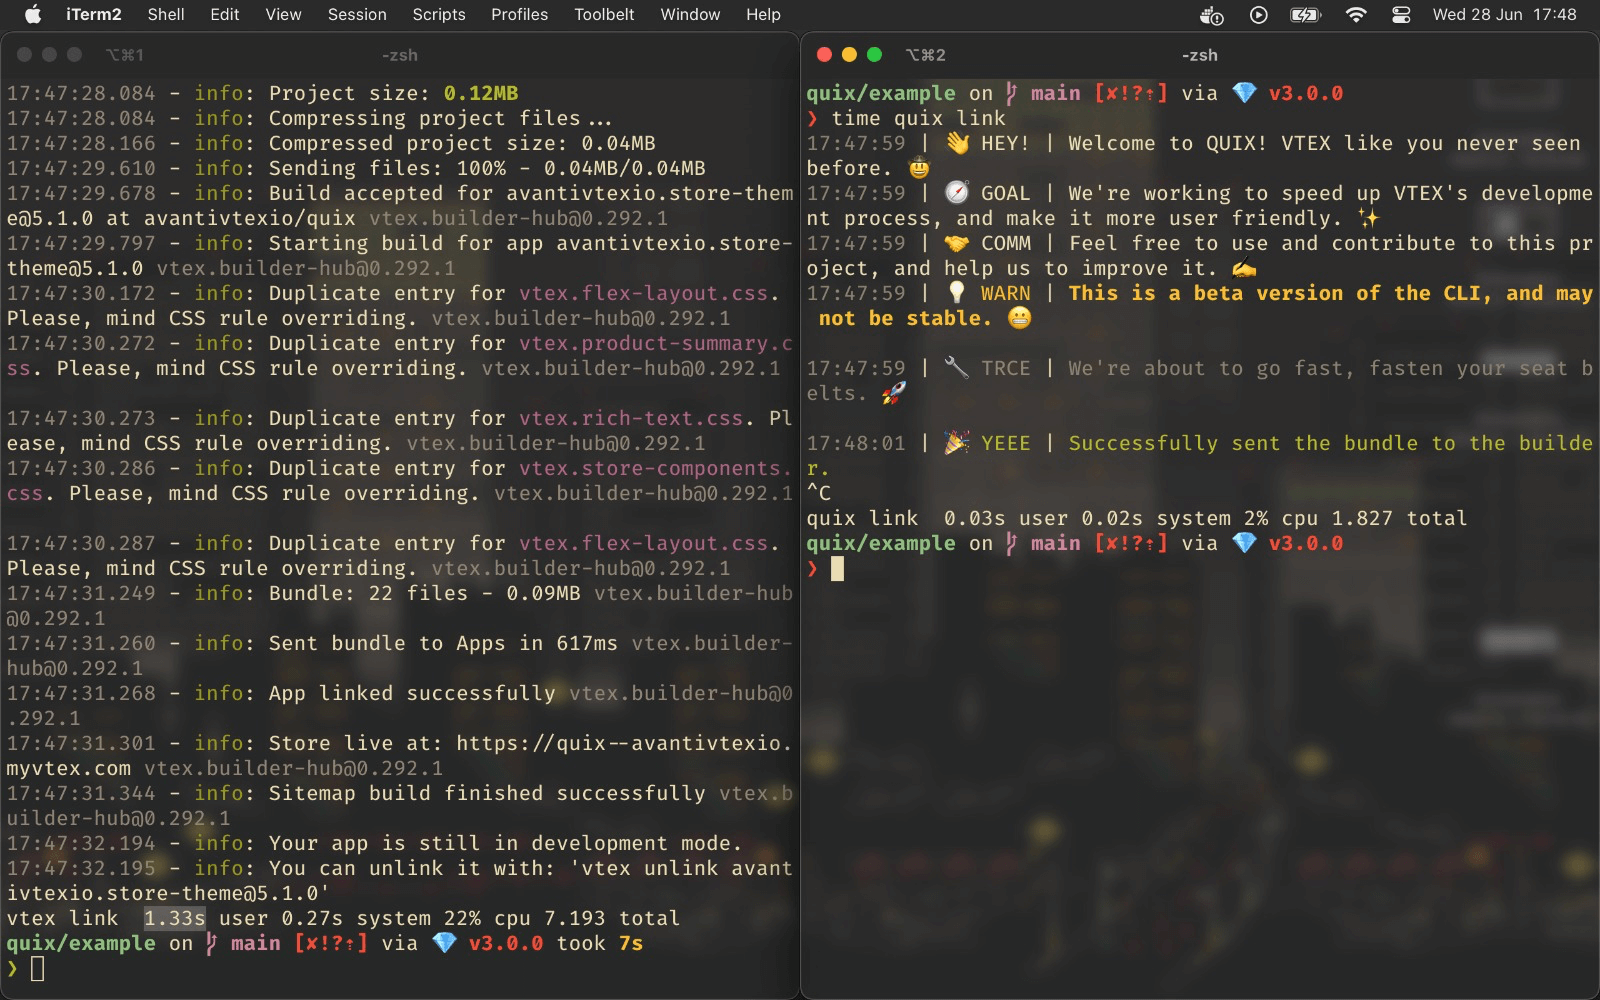 iTerm2 Shell Edit View Session Scripts Profiles Toolbelt Window Help Wed 28 Jun 17:48
⌥⌘1 -zsh
17:47:28.084 - info: Project size: 0.12MB
17:47:28.084 - info: Compressing project files...
17:47:28.166 - info: Compressed project size: 0.04MB
17:47:29.610 - info: Sending files: 100% - 0.04MB/0.04MB
17:47:29.678 - info: Build accepted for avantivtexio.store-them
e@5.1.0 at avantivtexio/quix vtex.builder-hub@0.292.1
17:47:29.797 - info: Starting build for app avantivtexio.store-
theme@5.1.0 vtex.builder-hub@0.292.1
17:47:30.172 - info: Duplicate entry for vtex.flex-layout.css.
Please, mind CSS rule overriding. vtex.builder-hub@0.292.1
17:47:30.272 - info: Duplicate entry for vtex.product-summary.c
ss. Please, mind CSS rule overriding. vtex.builder-hub@0.292.1
17:47:30.273 - info: Duplicate entry for vtex.rich-text.css. Pl
ease, mind CSS rule overriding. vtex.builder-hub@0.292.1
17:47:30.286 - info: Duplicate entry for vtex.store-components.
css. Please, mind CSS rule overriding. vtex.builder-hub@0.292.1
17:47:30.287 - info: Duplicate entry for vtex.flex-layout.css.
Please, mind CSS rule overriding. vtex.builder-hub@0.292.1
17:47:31.249 - info: Bundle: 22 files - 0.09MB vtex.builder-hub
@0.292.1
17:47:31.260 - info: Sent bundle to Apps in 617ms vtex.builder-
hub@0.292.1
17:47:31.268 - info: App linked successfully vtex.builder-hub@0
.292.1
17:47:31.301 - info: Store live at: https://quix--avantivtexio.
myvtex.com vtex.builder-hub@0.292.1
17:47:31.344 - info: Sitemap build finished successfully vtex.b
uilder-hub@0.292.1
17:47:32.194 - info: Your app is still in development mode.
17:47:32.195 - info: You can unlink it with: 'vtex unlink avant
ivtexio.store-theme@5.1.0'
vtex link 1.33s user 0.27s system 22% cpu 7.193 total
quix/example on main [✘!?⇡] via 💎 v3.0.0 took 7s
❯
⌥⌘2 -zsh
quix/example on main [✘!?⇡] via 💎 v3.0.0
❯ time quix link
17:47:59 | 👋 HEY! | Welcome to QUIX! VTEX like you never seen
before. 🤠
17:47:59 | 🧭 GOAL | We're working to speed up VTEX's developme
nt process, and make it more user friendly. ✨
17:47:59 | 🤝 COMM | Feel free to use and contribute to this pr
oject, and help us to improve it. ✍️
17:47:59 | 💡 WARN | This is a beta version of the CLI, and may
not be stable. 😬
17:47:59 | 🔧 TRCE | We're about to go fast, fasten your seat b
elts. 🚀
17:48:01 | 🎉 YEEE | Successfully sent the bundle to the builde
r.
^C
quix link 0.03s user 0.02s system 2% cpu 1.827 total
quix/example on main [✘!?⇡] via 💎 v3.0.0
❯